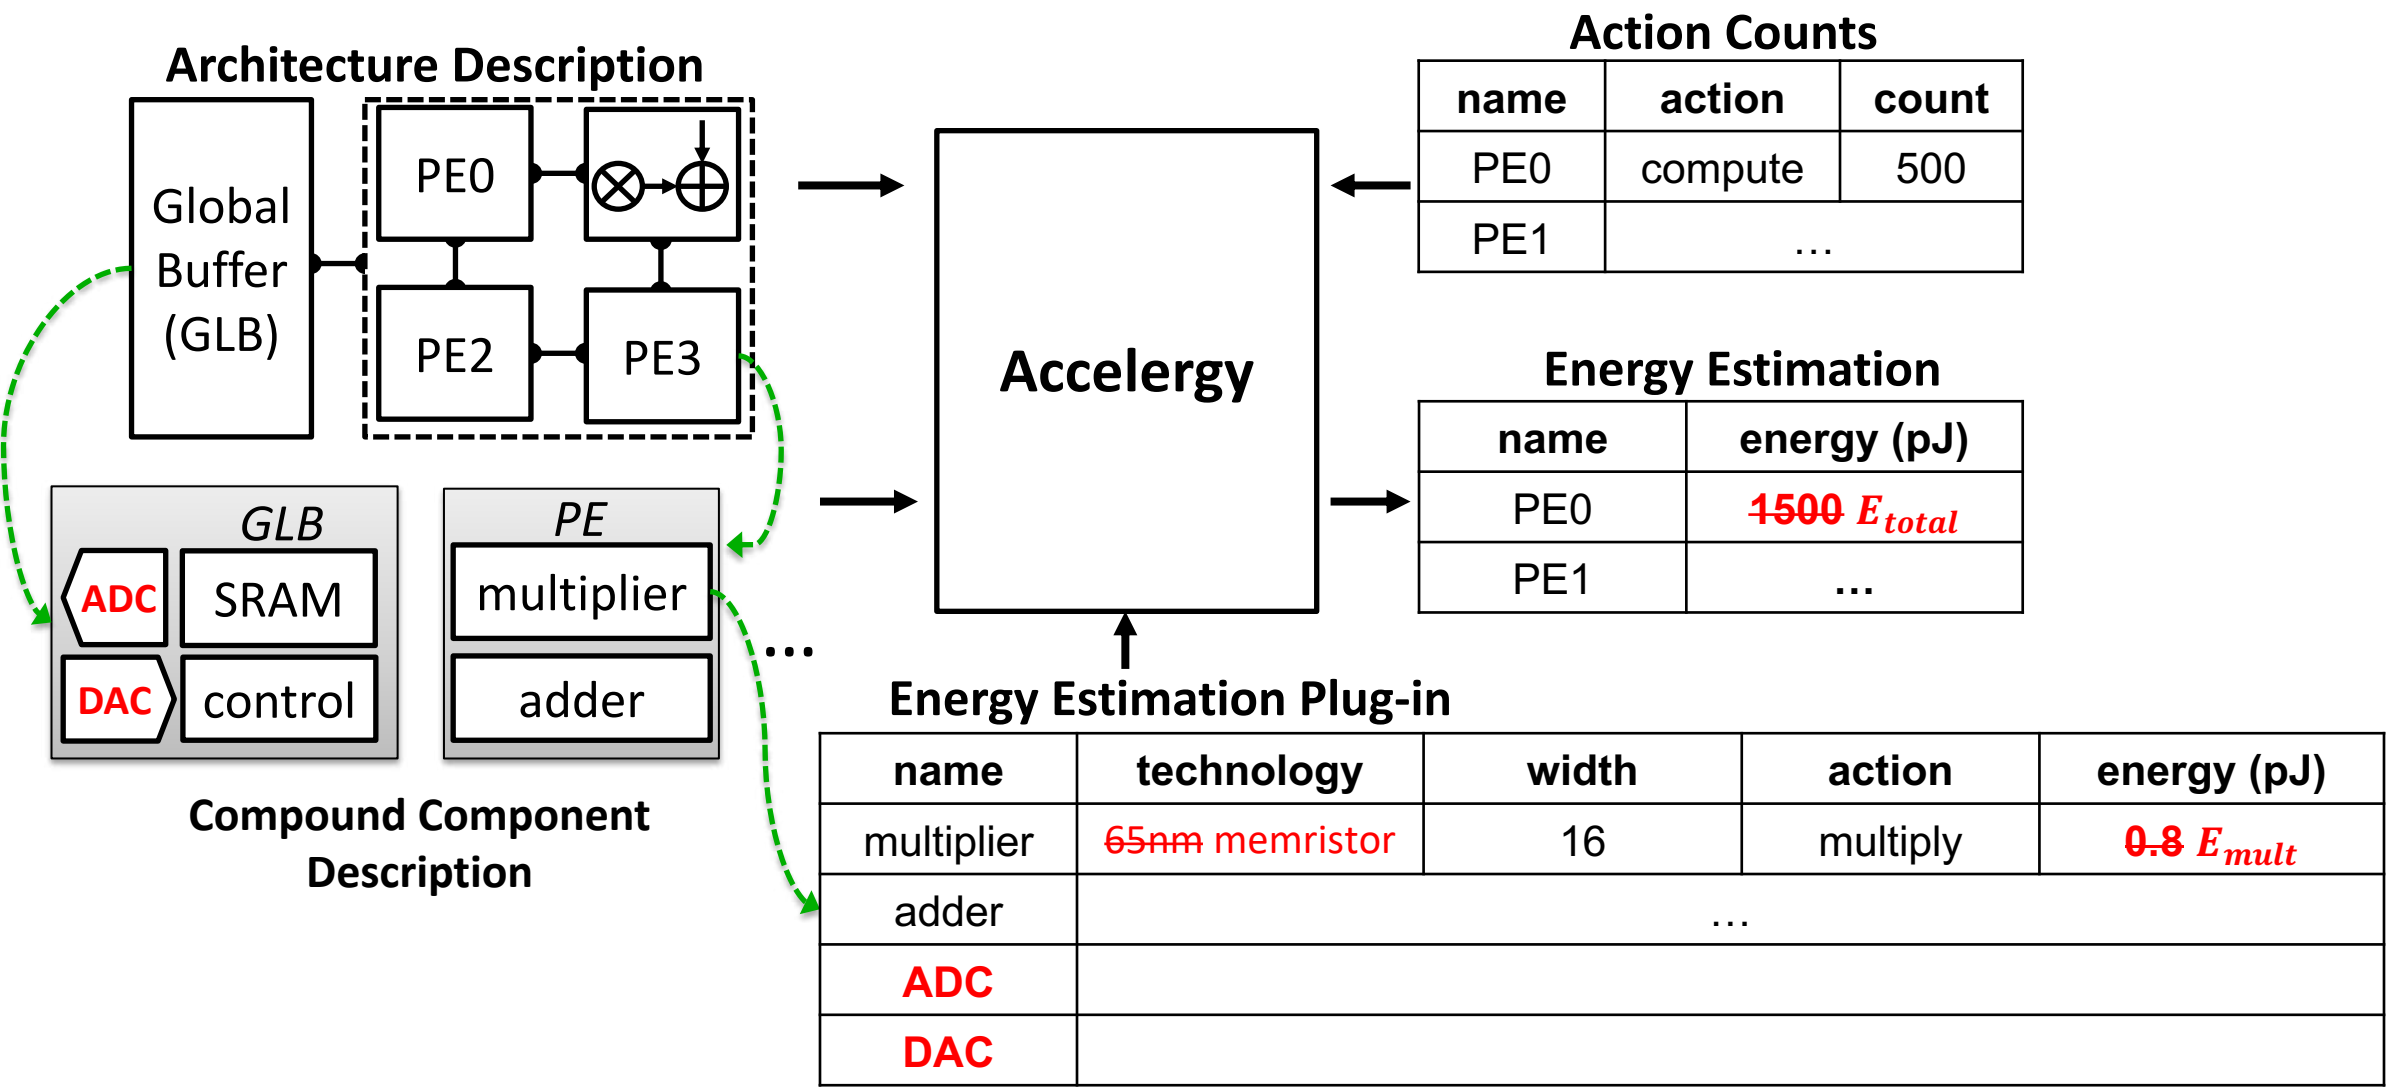 Architecture Description
Global
Buffer
(GLB)
PE0
PE2
PE3
GLB
ADC
SRAM
DAC
control
PE
multiplier
adder
...
Compound Component
Description
Accelergy
Action Counts
name action count
PE0 compute 500
PE1 ...
Energy Estimation
name energy (pJ)
PE0 1500 E_total
PE1 ...
Energy Estimation Plug-in
name technology width action energy (pJ)
multiplier 65nm memristor 16 multiply 0.8 E_mult
adder ...
ADC
DAC